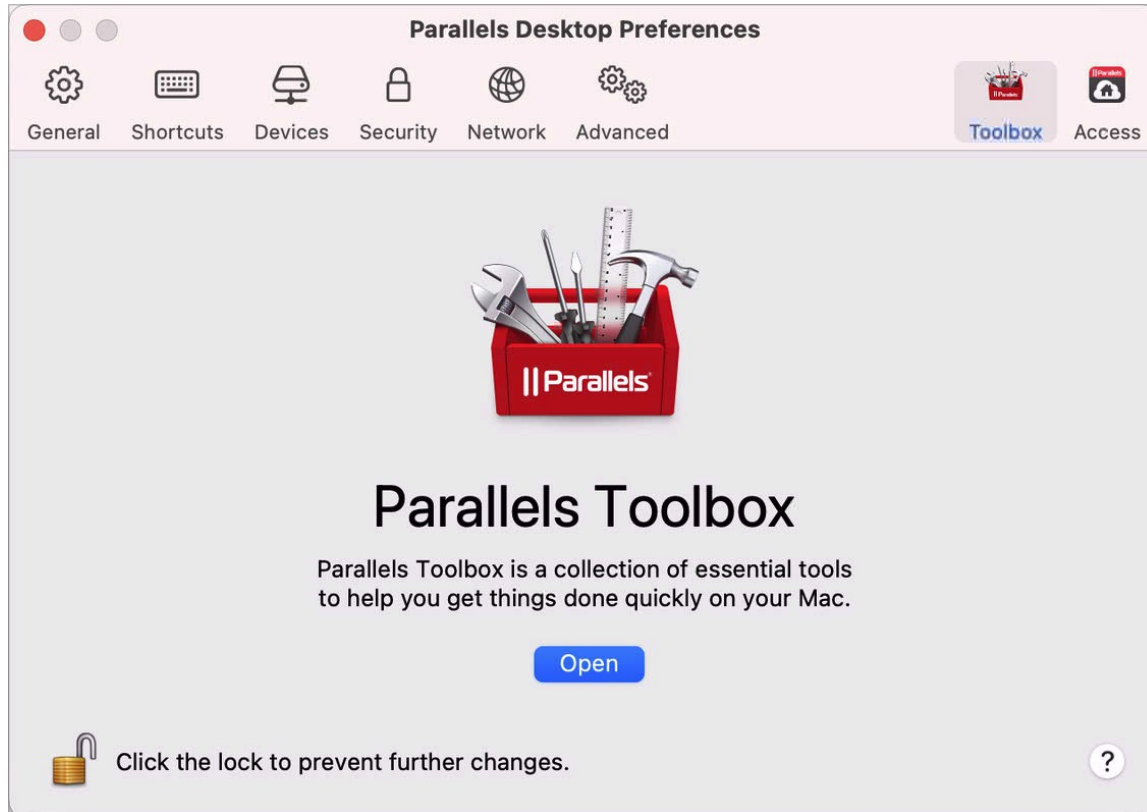 Parallels Desktop Preferences
General Shortcuts Devices Security Network Advanced Toolbox Access
|| Parallels
Parallels Toolbox
Parallels Toolbox is a collection of essential tools
to help you get things done quickly on your Mac.
Open
Click the lock to prevent further changes.
?